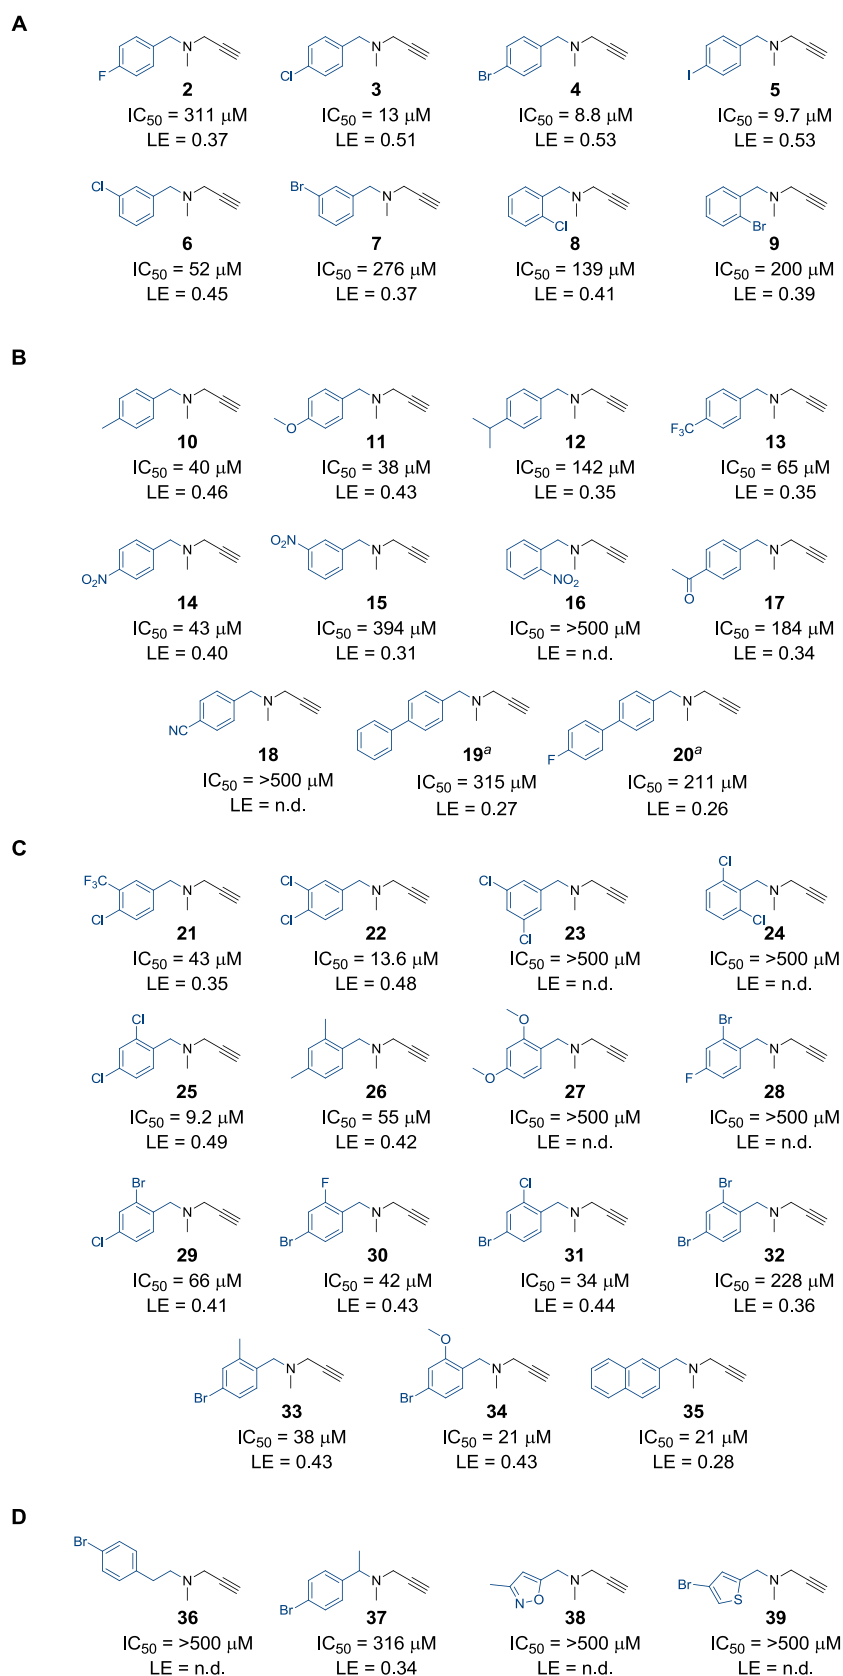 A
F N
Cl N
Br N
I N
2 3 4 5
IC50 = 311 μM IC50 = 13 μM IC50 = 8.8 μM IC50 = 9.7 μM
LE = 0.37 LE = 0.51 LE = 0.53 LE = 0.53
Cl N
Br N
N Cl
N Br
6 7 8 9
IC50 = 52 μM IC50 = 276 μM IC50 = 139 μM IC50 = 200 μM
LE = 0.45 LE = 0.37 LE = 0.41 LE = 0.39
B
N
O N
N
F3C N
10 11 12 13
IC50 = 40 μM IC50 = 38 μM IC50 = 142 μM IC50 = 65 μM
LE = 0.46 LE = 0.43 LE = 0.35 LE = 0.35
O2N N
O2N N
N NO2
O N
14 15 16 17
IC50 = 43 μM IC50 = 394 μM IC50 = >500 μM IC50 = 184 μM
LE = 0.40 LE = 0.31 LE = n.d. LE = 0.34
NC N
N
F N
18 19a 20a
IC50 = >500 μM IC50 = 315 μM IC50 = 211 μM
LE = n.d. LE = 0.27 LE = 0.26
C
F3C Cl N
Cl Cl N
Cl Cl N
Cl N Cl
21 22 23 24
IC50 = 43 μM IC50 = 13.6 μM IC50 = >500 μM IC50 = >500 μM
LE = 0.35 LE = 0.48 LE = n.d. LE = n.d.
Cl Cl N
N
O O N
Br F N
25 26 27 28
IC50 = 9.2 μM IC50 = 55 μM IC50 = >500 μM IC50 = >500 μM
LE = 0.49 LE = 0.42 LE = n.d. LE = n.d.
Br Cl N
F Br N
Cl Br N
Br Br N
29 30 31 32
IC50 = 66 μM IC50 = 42 μM IC50 = 34 μM IC50 = 228 μM
LE = 0.41 LE = 0.43 LE = 0.44 LE = 0.36
Br N
O Br N
N
33 34 35
IC50 = 38 μM IC50 = 21 μM IC50 = 21 μM
LE = 0.43 LE = 0.43 LE = 0.28
D
Br N
Br N
N O N
Br S N
36 37 38 39
IC50 = >500 μM IC50 = 316 μM IC50 = >500 μM IC50 = >500 μM
LE = n.d. LE = 0.34 LE = n.d. LE = n.d.